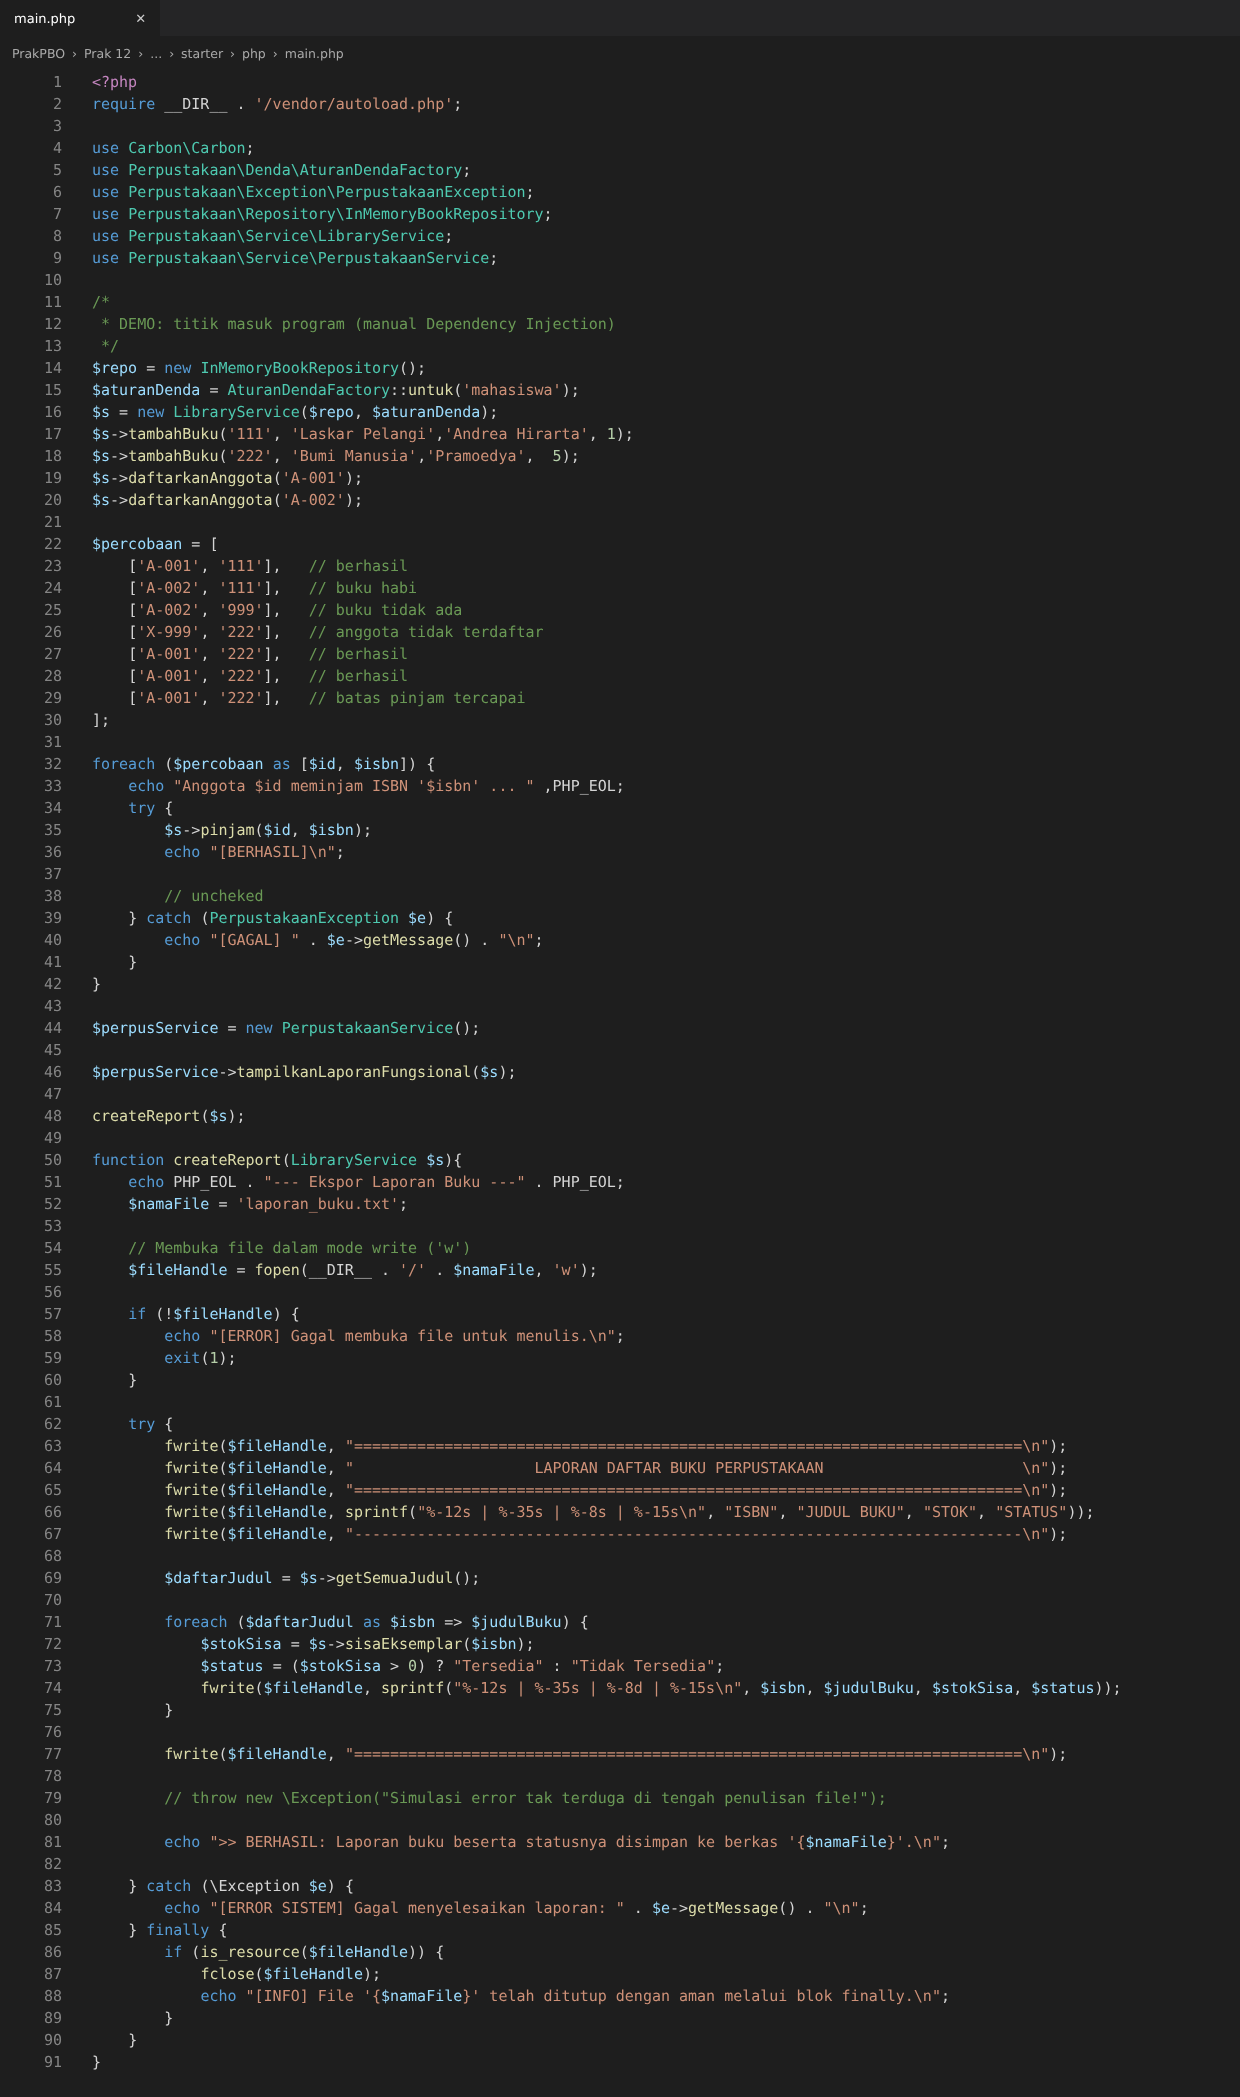 main.php ×
PrakPBO › Prak 12 › ... › starter › php › main.php
1 <?php
2 require __DIR__ . '/vendor/autoload.php';
3
4 use Carbon\Carbon;
5 use Perpustakaan\Denda\AturanDendaFactory;
6 use Perpustakaan\Exception\PerpustakaanException;
7 use Perpustakaan\Repository\InMemoryBookRepository;
8 use Perpustakaan\Service\LibraryService;
9 use Perpustakaan\Service\PerpustakaanService;
10
11 /*
12  * DEMO: titik masuk program (manual Dependency Injection)
13  */
14 $repo = new InMemoryBookRepository();
15 $aturanDenda = AturanDendaFactory::untuk('mahasiswa');
16 $s = new LibraryService($repo, $aturanDenda);
17 $s->tambahBuku('111', 'Laskar Pelangi','Andrea Hirarta', 1);
18 $s->tambahBuku('222', 'Bumi Manusia','Pramoedya',  5);
19 $s->daftarkanAnggota('A-001');
20 $s->daftarkanAnggota('A-002');
21
22 $percobaan = [
23     ['A-001', '111'],   // berhasil
24     ['A-002', '111'],   // buku habi
25     ['A-002', '999'],   // buku tidak ada
26     ['X-999', '222'],   // anggota tidak terdaftar
27     ['A-001', '222'],   // berhasil
28     ['A-001', '222'],   // berhasil
29     ['A-001', '222'],   // batas pinjam tercapai
30 ];
31
32 foreach ($percobaan as [$id, $isbn]) {
33     echo "Anggota $id meminjam ISBN '$isbn' ... " ,PHP_EOL;
34     try {
35         $s->pinjam($id, $isbn);
36         echo "[BERHASIL]\n";
37
38         // uncheked
39     } catch (PerpustakaanException $e) {
40         echo "[GAGAL] " . $e->getMessage() . "\n";
41     }
42 }
43
44 $perpusService = new PerpustakaanService();
45
46 $perpusService->tampilkanLaporanFungsional($s);
47
48 createReport($s);
49
50 function createReport(LibraryService $s){
51     echo PHP_EOL . "--- Ekspor Laporan Buku ---" . PHP_EOL;
52     $namaFile = 'laporan_buku.txt';
53
54     // Membuka file dalam mode write ('w')
55     $fileHandle = fopen(__DIR__ . '/' . $namaFile, 'w');
56
57     if (!$fileHandle) {
58         echo "[ERROR] Gagal membuka file untuk menulis.\n";
59         exit(1);
60     }
61
62     try {
63         fwrite($fileHandle, "==========================================================================\n");
64         fwrite($fileHandle, "                    LAPORAN DAFTAR BUKU PERPUSTAKAAN                      \n");
65         fwrite($fileHandle, "==========================================================================\n");
66         fwrite($fileHandle, sprintf("%-12s | %-35s | %-8s | %-15s\n", "ISBN", "JUDUL BUKU", "STOK", "STATUS"));
67         fwrite($fileHandle, "--------------------------------------------------------------------------\n");
68
69         $daftarJudul = $s->getSemuaJudul();
70
71         foreach ($daftarJudul as $isbn => $judulBuku) {
72             $stokSisa = $s->sisaEksemplar($isbn);
73             $status = ($stokSisa > 0) ? "Tersedia" : "Tidak Tersedia";
74             fwrite($fileHandle, sprintf("%-12s | %-35s | %-8d | %-15s\n", $isbn, $judulBuku, $stokSisa, $status));
75         }
76
77         fwrite($fileHandle, "==========================================================================\n");
78
79         // throw new \Exception("Simulasi error tak terduga di tengah penulisan file!");
80
81         echo ">> BERHASIL: Laporan buku beserta statusnya disimpan ke berkas '{$namaFile}'.\n";
82
83     } catch (\Exception $e) {
84         echo "[ERROR SISTEM] Gagal menyelesaikan laporan: " . $e->getMessage() . "\n";
85     } finally {
86         if (is_resource($fileHandle)) {
87             fclose($fileHandle);
88             echo "[INFO] File '{$namaFile}' telah ditutup dengan aman melalui blok finally.\n";
89         }
90     }
91 }